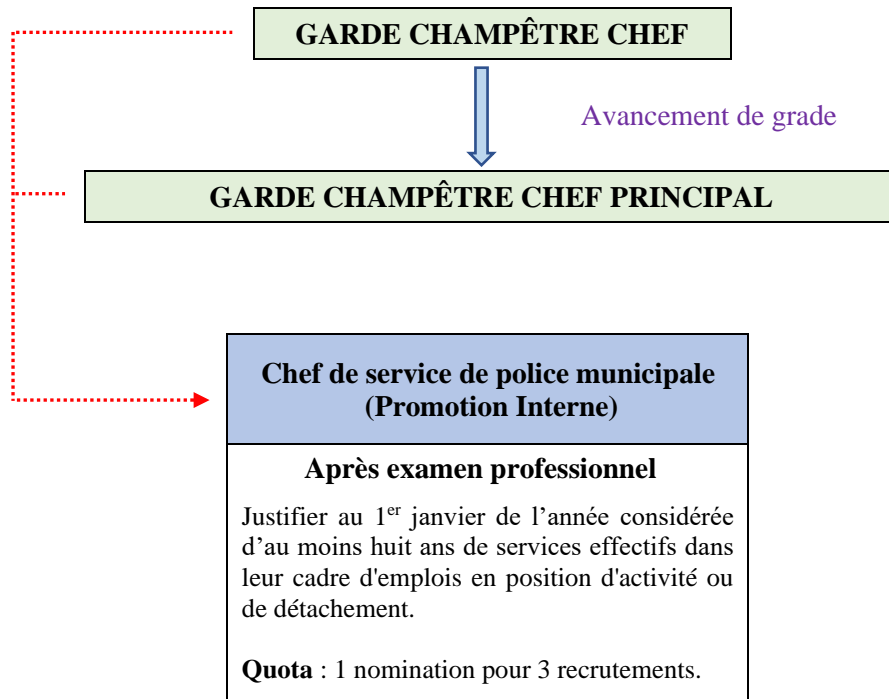 GARDE CHAMPÊTRE CHEF
Avancement de grade
GARDE CHAMPÊTRE CHEF PRINCIPAL
Chef de service de police municipale
(Promotion Interne)
Après examen professionnel
Justifier au 1er janvier de l’année considérée
d’au moins huit ans de services effectifs dans
leur cadre d'emplois en position d'activité ou
de détachement.
Quota : 1 nomination pour 3 recrutements.